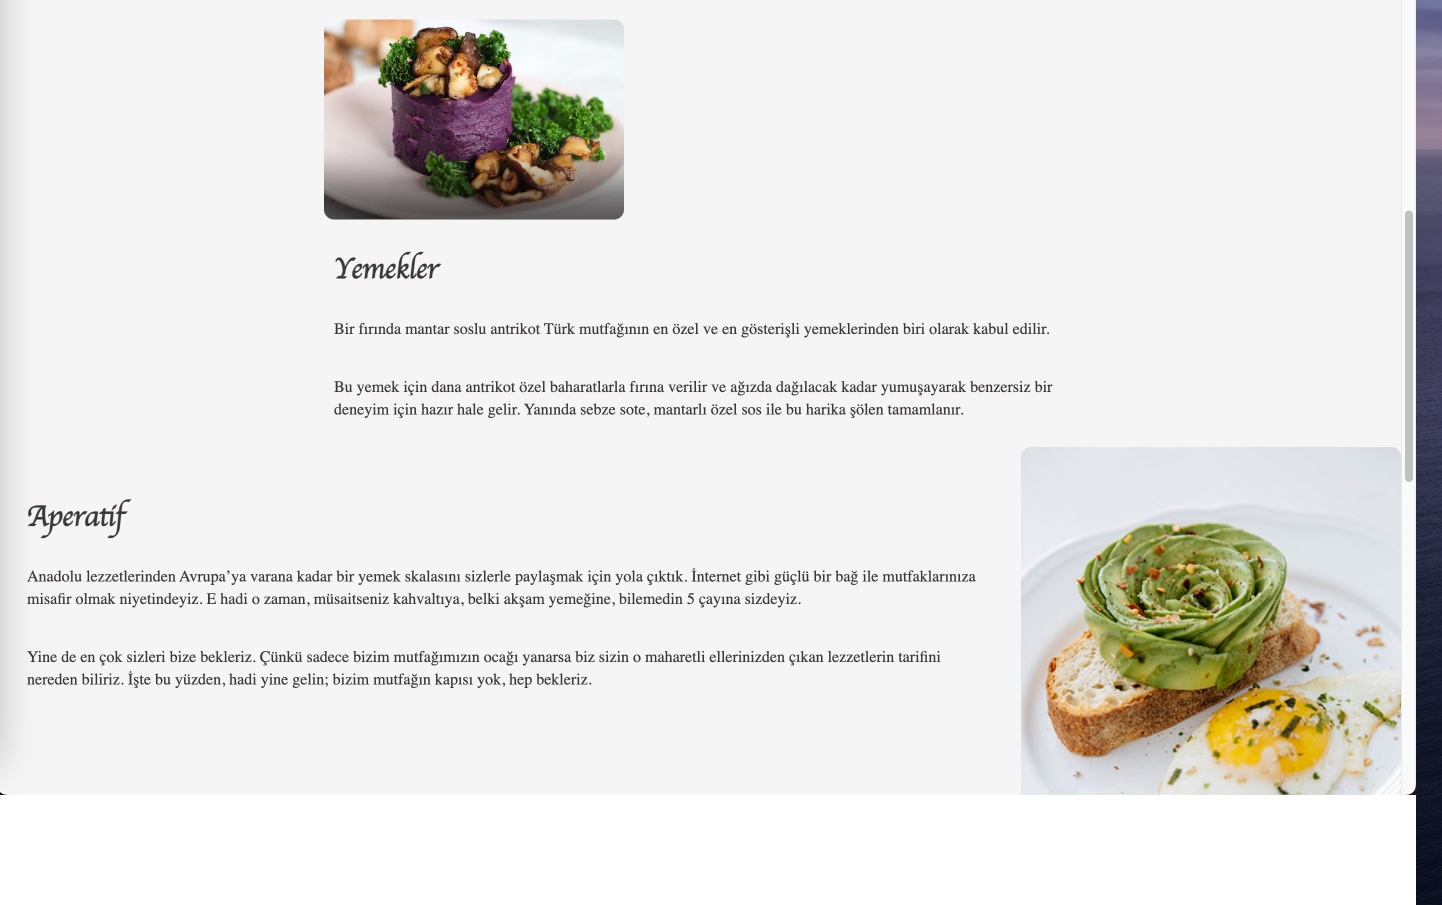 Yemekler
Bir fırında mantar soslu antrikot Türk mutfağının en özel ve en gösterişli yemeklerinden biri olarak kabul edilir.
Bu yemek için dana antrikot özel baharatlarla fırına verilir ve ağızda dağılacak kadar yumuşayarak benzersiz bir
deneyim için hazır hale gelir. Yanında sebze sote, mantarlı özel sos ile bu harika şölen tamamlanır.
Aperatif
Anadolu lezzetlerinden Avrupa’ya varana kadar bir yemek skalasını sizlerle paylaşmak için yola çıktık. İnternet gibi güçlü bir bağ ile mutfaklarınıza
misafir olmak niyetindeyiz. E hadi o zaman, müsaitseniz kahvaltıya, belki akşam yemeğine, bilemedin 5 çayına sizdeyiz.
Yine de en çok sizleri bize bekleriz. Çünkü sadece bizim mutfağımızın ocağı yanarsa biz sizin o maharetli ellerinizden çıkan lezzetlerin tarifini
nereden biliriz. İşte bu yüzden, hadi yine gelin; bizim mutfağın kapısı yok, hep bekleriz.